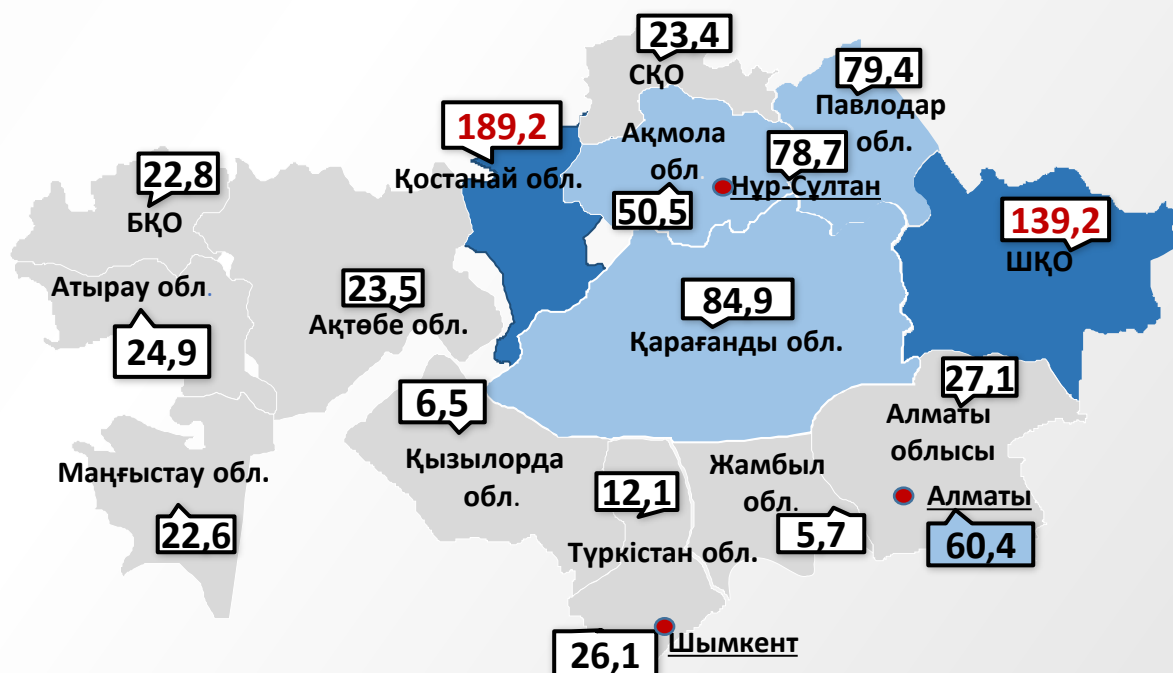 23,4
СҚО
79,4
Павлодар
обл.
189,2
Қостанай обл.
Ақмола
обл
50,5
78,7
Нұр-Сұлтан
22,8
БҚО
139,2
ШҚО
Атырау обл.
24,9
23,5
Ақтөбе обл.
84,9
Қарағанды обл.
27,1
Алматы
облысы
6,5
Қызылорда
обл.
Маңғыстау обл.
22,6
12,1
Түркістан обл.
Жамбыл
обл.
5,7
Алматы
60,4
Шымкент
26,1